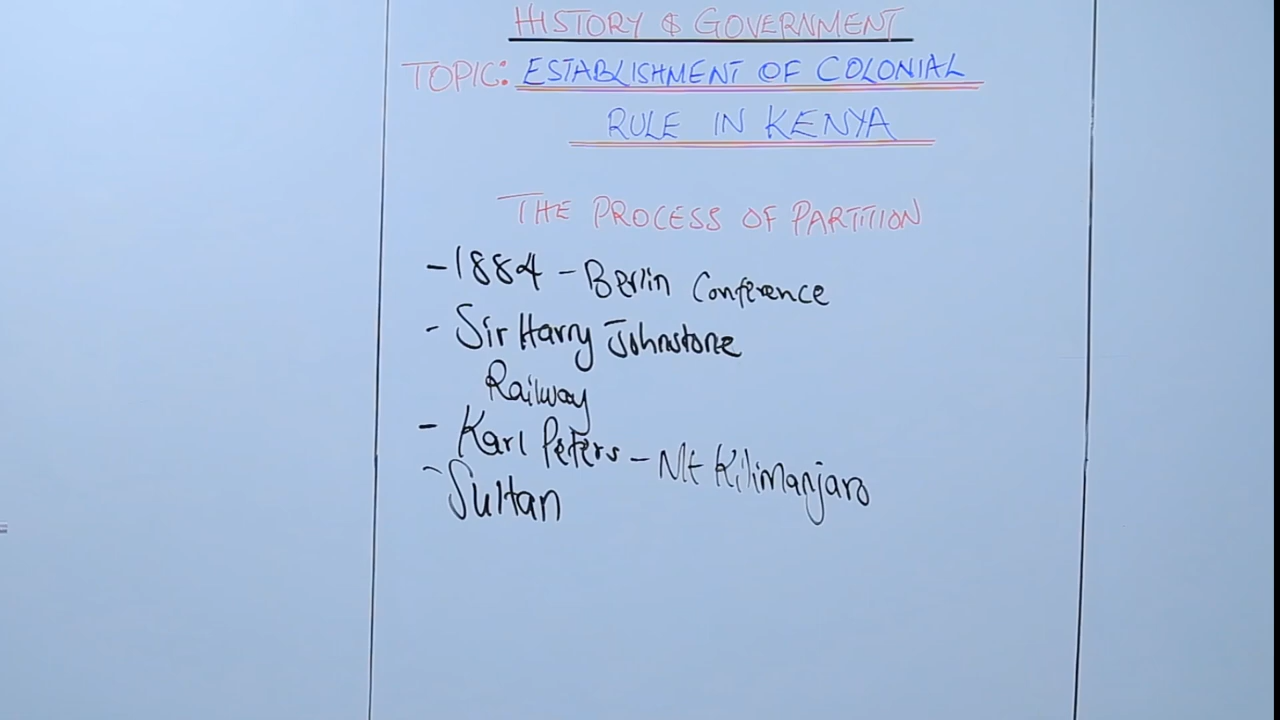 HISTORY & GOVERNMENT
TOPIC: ESTABLISHMENT OF COLONIAL
RULE IN KENYA
THE PROCESS OF PARTITION
- 1884 - Berlin Conference
- Sir Harry Johnstone
Railway
- Karl Peters - Mt Kilimanjaro
- Sultan